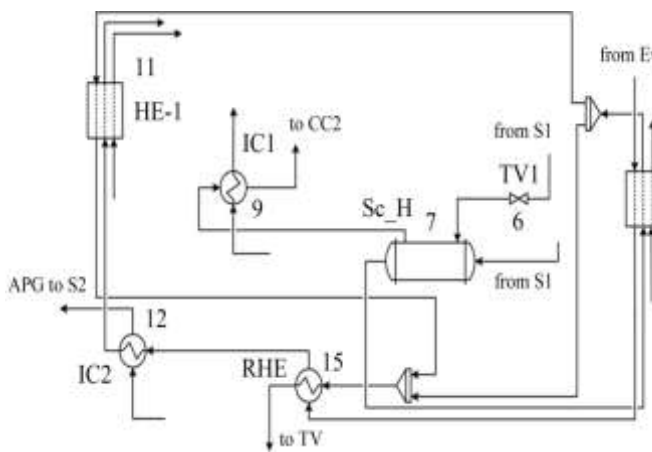 from E
11
HE-1
IC1
to CC2
from S1
TV1
9
Sc_H
7
6
from S1
APG to S2
12
IC2
RHE
15
to TV